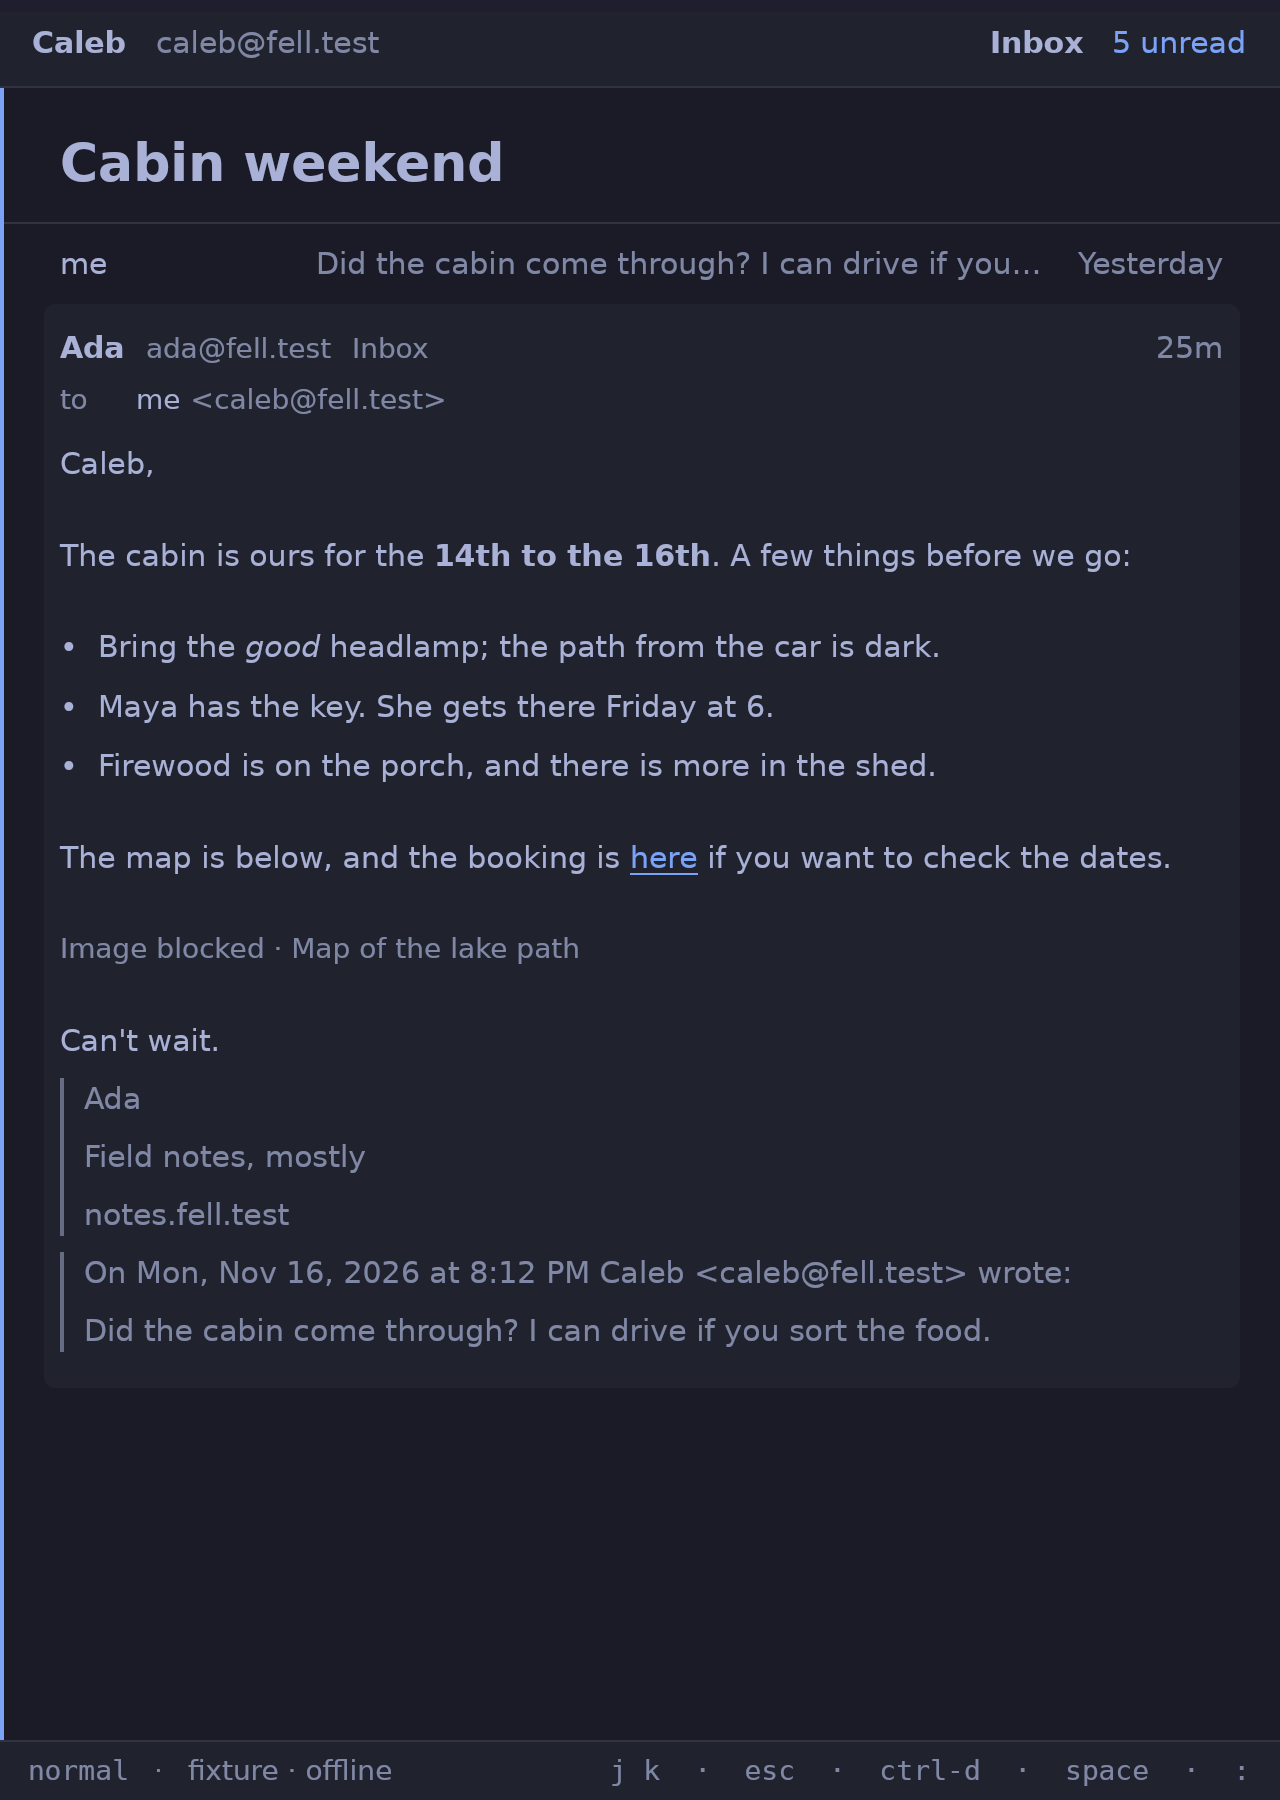 Caleb caleb@fell.test Inbox 5 unread
Cabin weekend
me Did the cabin come through? I can drive if you… Yesterday
Ada ada@fell.test Inbox 25m
to me <caleb@fell.test>
Caleb,
The cabin is ours for the 14th to the 16th. A few things before we go:
• Bring the good headlamp; the path from the car is dark.
• Maya has the key. She gets there Friday at 6.
• Firewood is on the porch, and there is more in the shed.
The map is below, and the booking is here if you want to check the dates.
Image blocked · Map of the lake path
Can't wait.
Ada
Field notes, mostly
notes.fell.test
On Mon, Nov 16, 2026 at 8:12 PM Caleb <caleb@fell.test> wrote:
Did the cabin come through? I can drive if you sort the food.
normal · fixture · offline j k · esc · ctrl-d · space · :